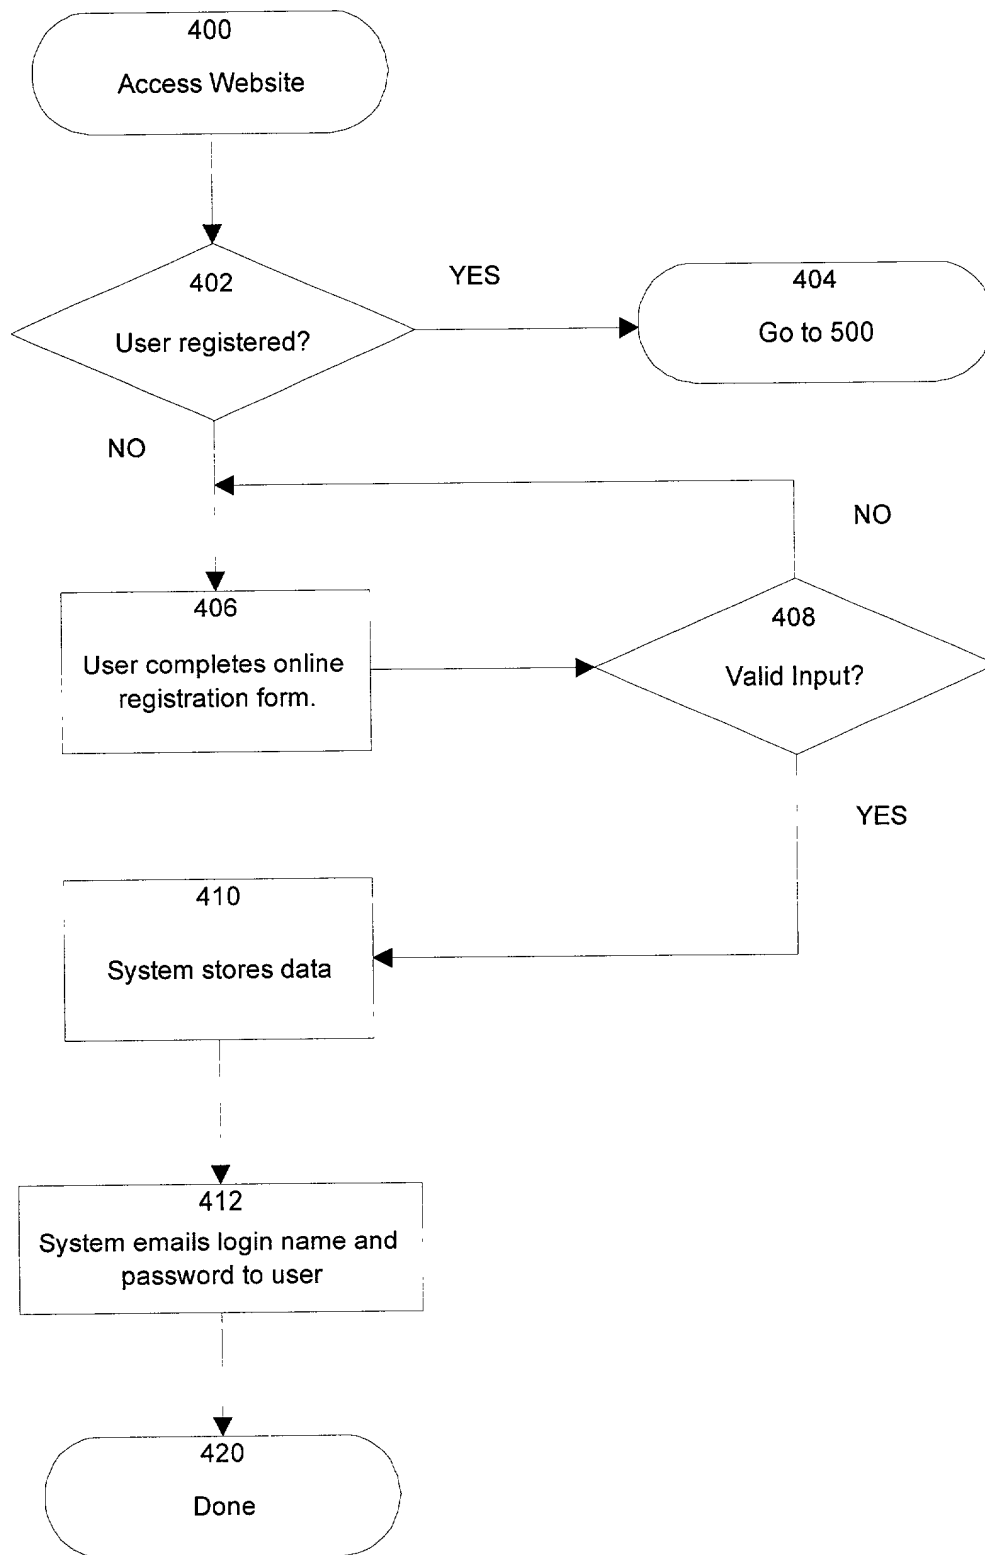 400
Access Website
402
User registered?
YES
404
Go to 500
NO
NO
406
User completes online
registration form.
408
Valid Input?
YES
410
System stores data
412
System emails login name and
password to user
420
Done